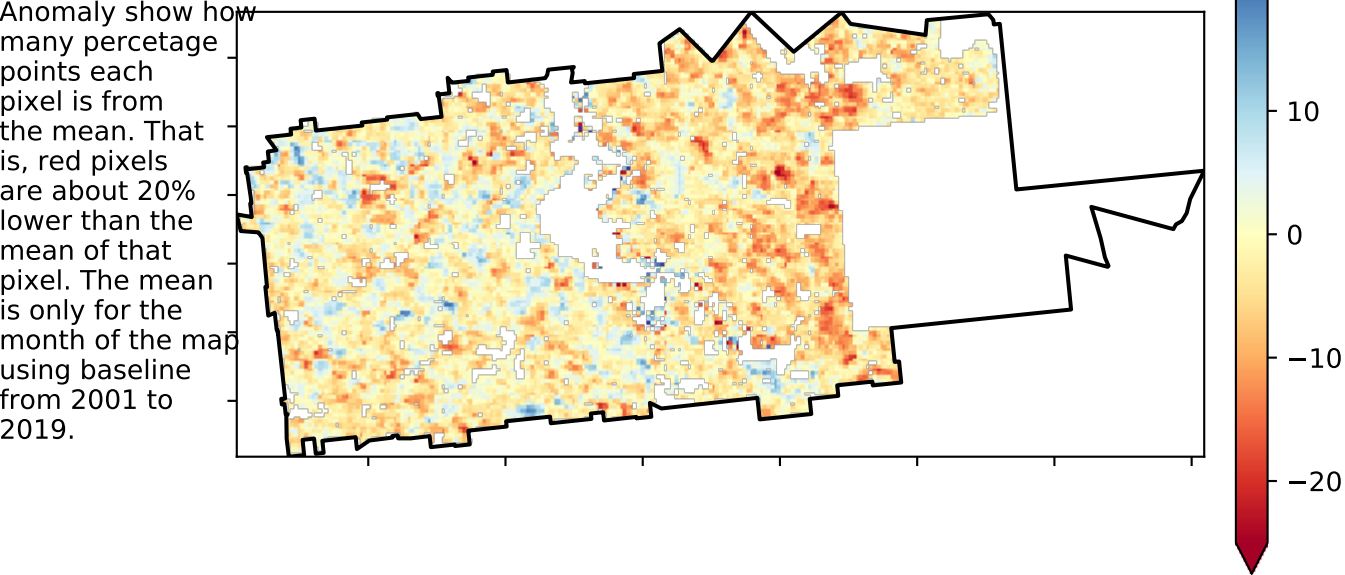 Anomaly show how
many percetage
points each
pixel is from
the mean. That
is, red pixels
are about 20%
lower than the
mean of that
pixel. The mean
is only for the
month of the map
using baseline
from 2001 to
2019.
10
0
−10
−20